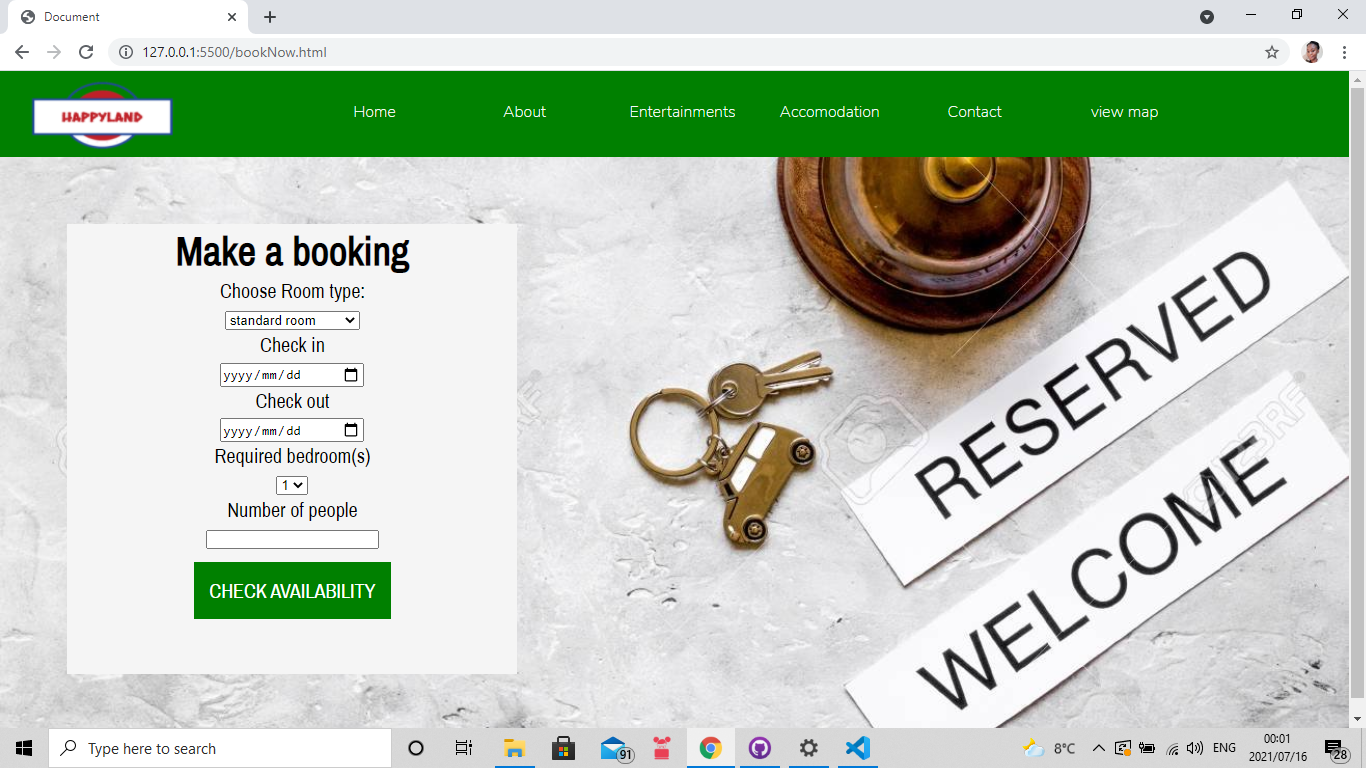 Document
127.0.0.1:5500/bookNow.html
HAPPYLAND
Home About Entertainments Accomodation Contact view map
Make a booking
Choose Room type:
standard room
Check in
yyyy/mm/dd
Check out
yyyy/mm/dd
Required bedroom(s)
1
Number of people
CHECK AVAILABILITY
RESERVED
WELCOME
123RF
Type here to search
91
8°C
ENG
00:01
2021/07/16
28